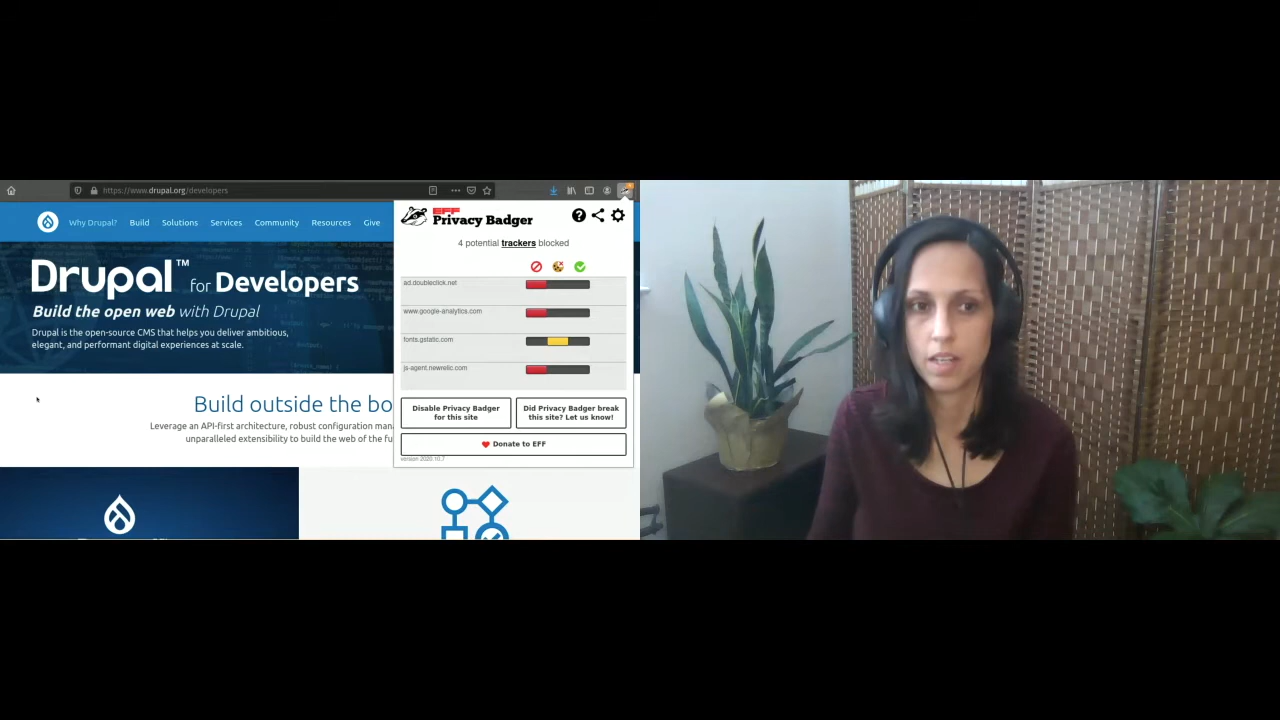 https://www.drupal.org/developers
Why Drupal? Build Solutions Services Community Resources Give
Drupal™ for Developers
Build the open web with Drupal
Drupal is the open-source CMS that helps you deliver ambitious,
elegant, and performant digital experiences at scale.
Build outside the bo
Leverage an API-first architecture, robust configuration man
unparalleled extensibility to build the web of the fu
EFF
Privacy Badger
4 potential trackers blocked
ad.doubleclick.net
www.google-analytics.com
fonts.gstatic.com
js-agent.newrelic.com
Disable Privacy Badger
for this site
Did Privacy Badger break
this site? Let us know!
Donate to EFF
version 2020.10.7